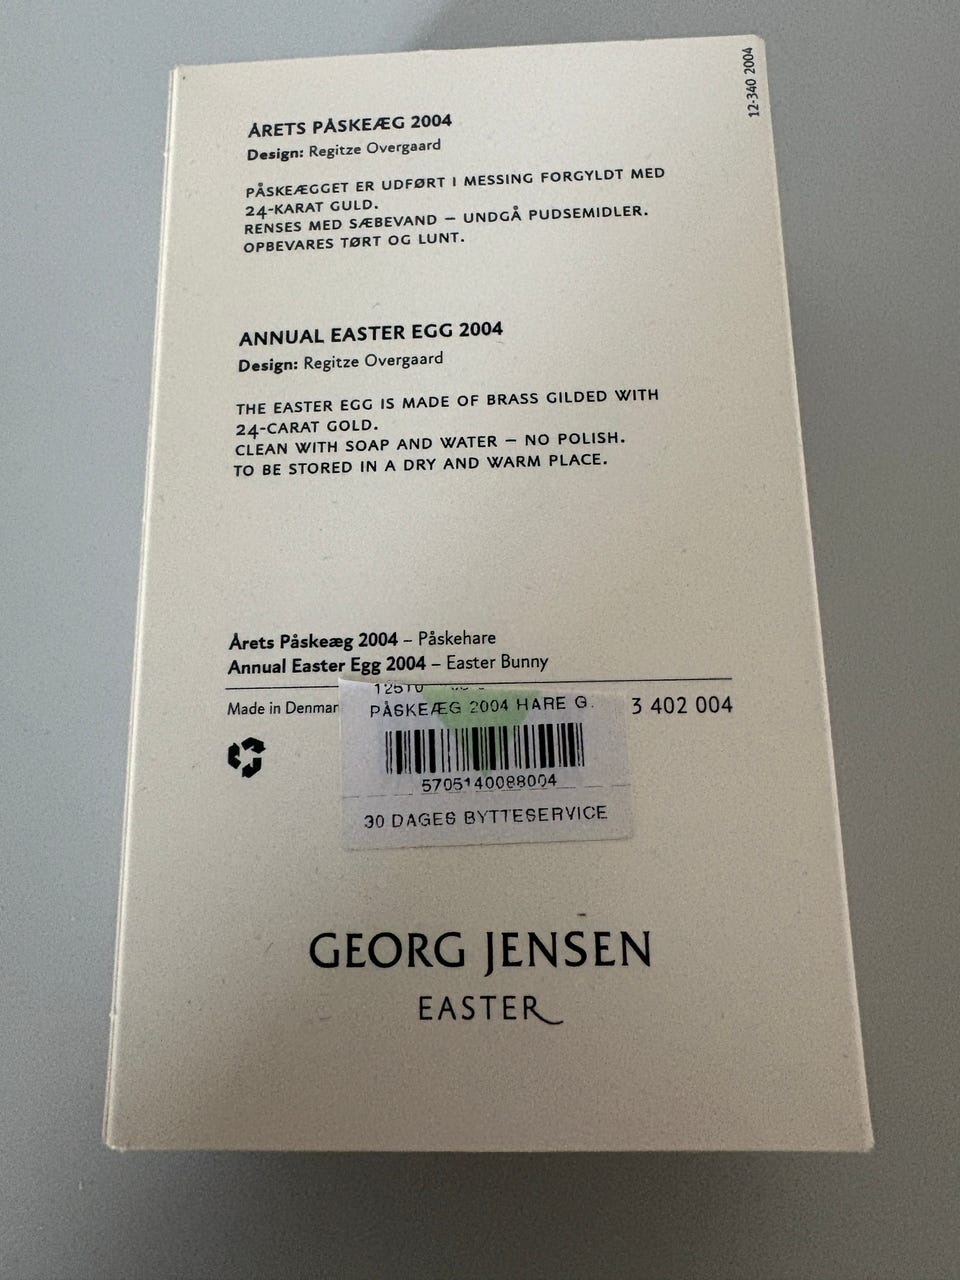 12-340 2004
ÅRETS PÅSKEÆG 2004
Design: Regitze Overgaard
PÅSKEÆGGET ER UDFØRT I MESSING FORGYLDT MED
24-KARAT GULD.
RENSES MED SÆBEVAND – UNDGÅ PUDSEMIDLER.
OPBEVARES TØRT OG LUNT.
ANNUAL EASTER EGG 2004
Design: Regitze Overgaard
THE EASTER EGG IS MADE OF BRASS GILDED WITH
24-CARAT GOLD.
CLEAN WITH SOAP AND WATER – NO POLISH.
TO BE STORED IN A DRY AND WARM PLACE.
Årets Påskeæg 2004 – Påskehare
Annual Easter Egg 2004 – Easter Bunny
Made in Denmar
3 402 004
PÅSKEÆG 2004 HARE G.
5705140088004
30 DAGES BYTTESERVICE
GEORG JENSEN
EASTER